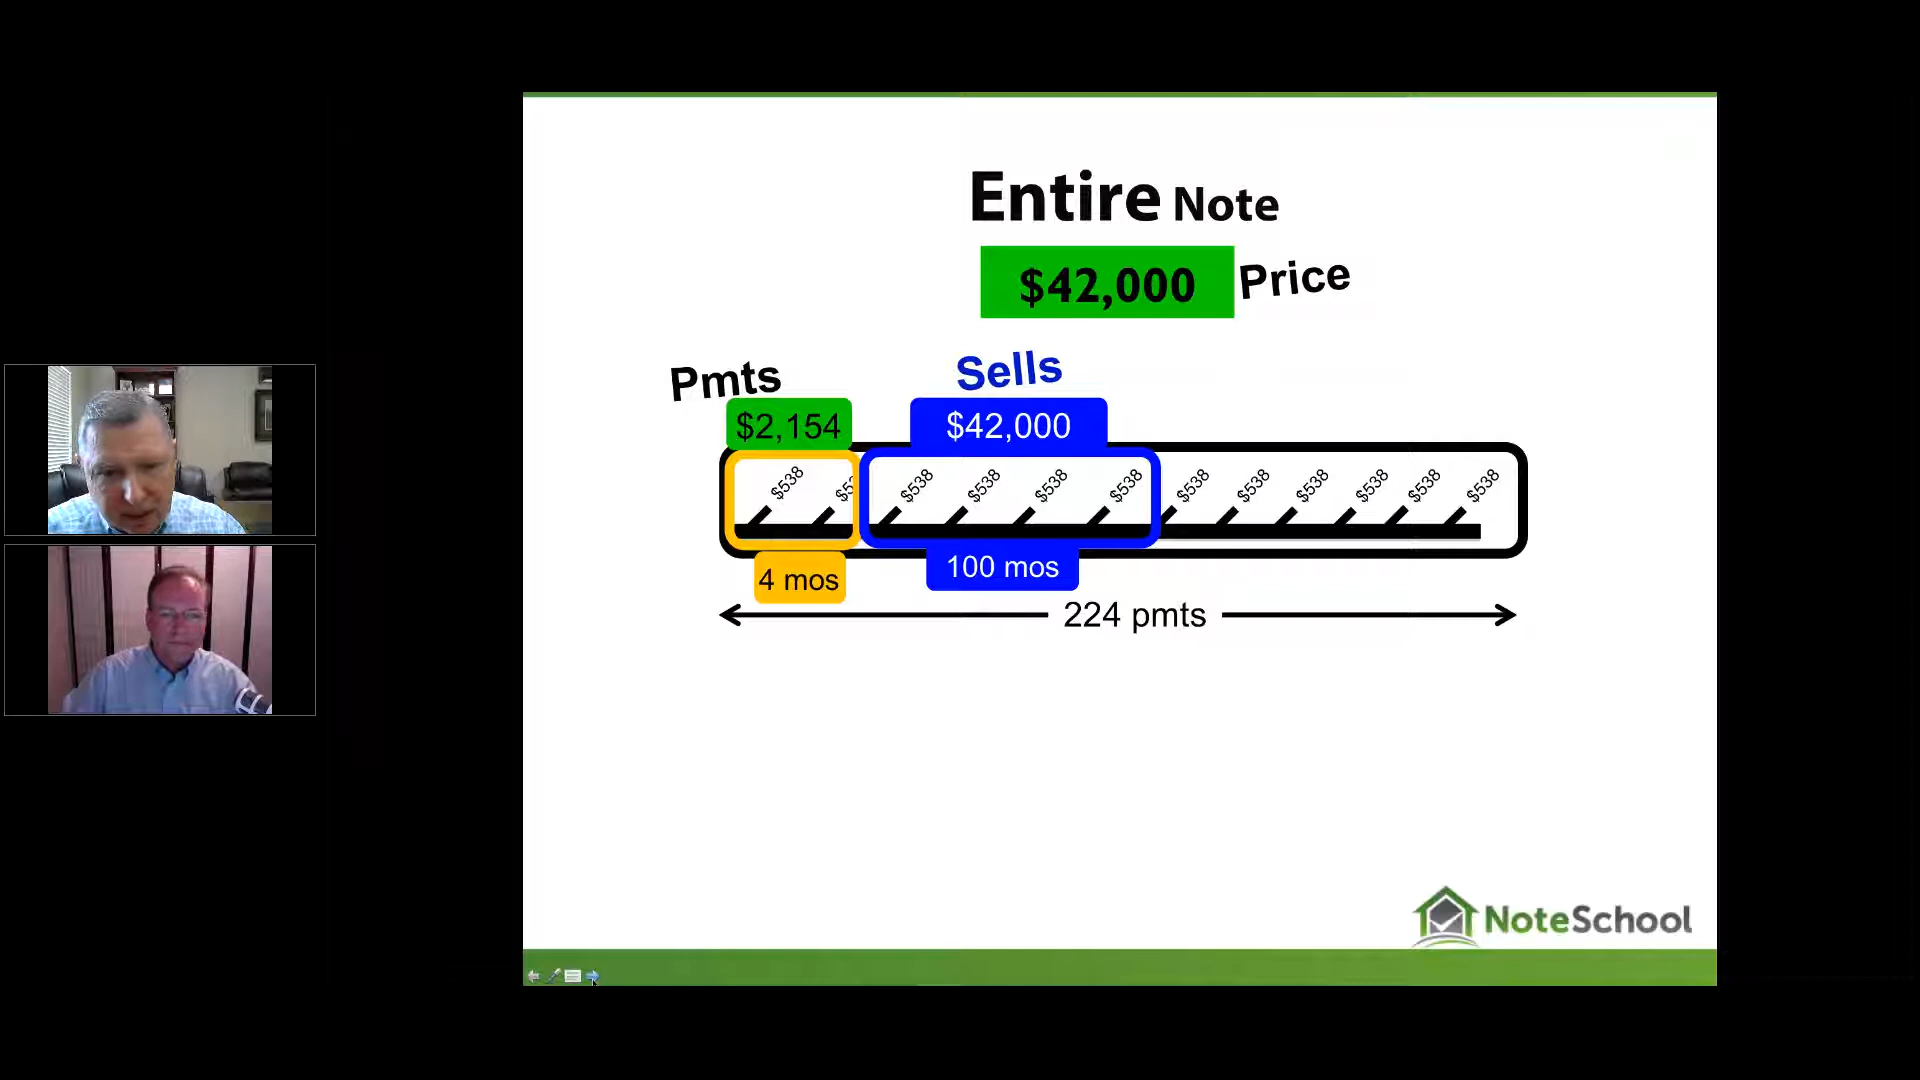 Entire Note
$42,000 Price
Pmts
Sells
$2,154
$42,000
$538
$538
$538
$538
$538
$538
$538
$538
$538
$538
$538
4 mos
100 mos
224 pmts
NoteSchool